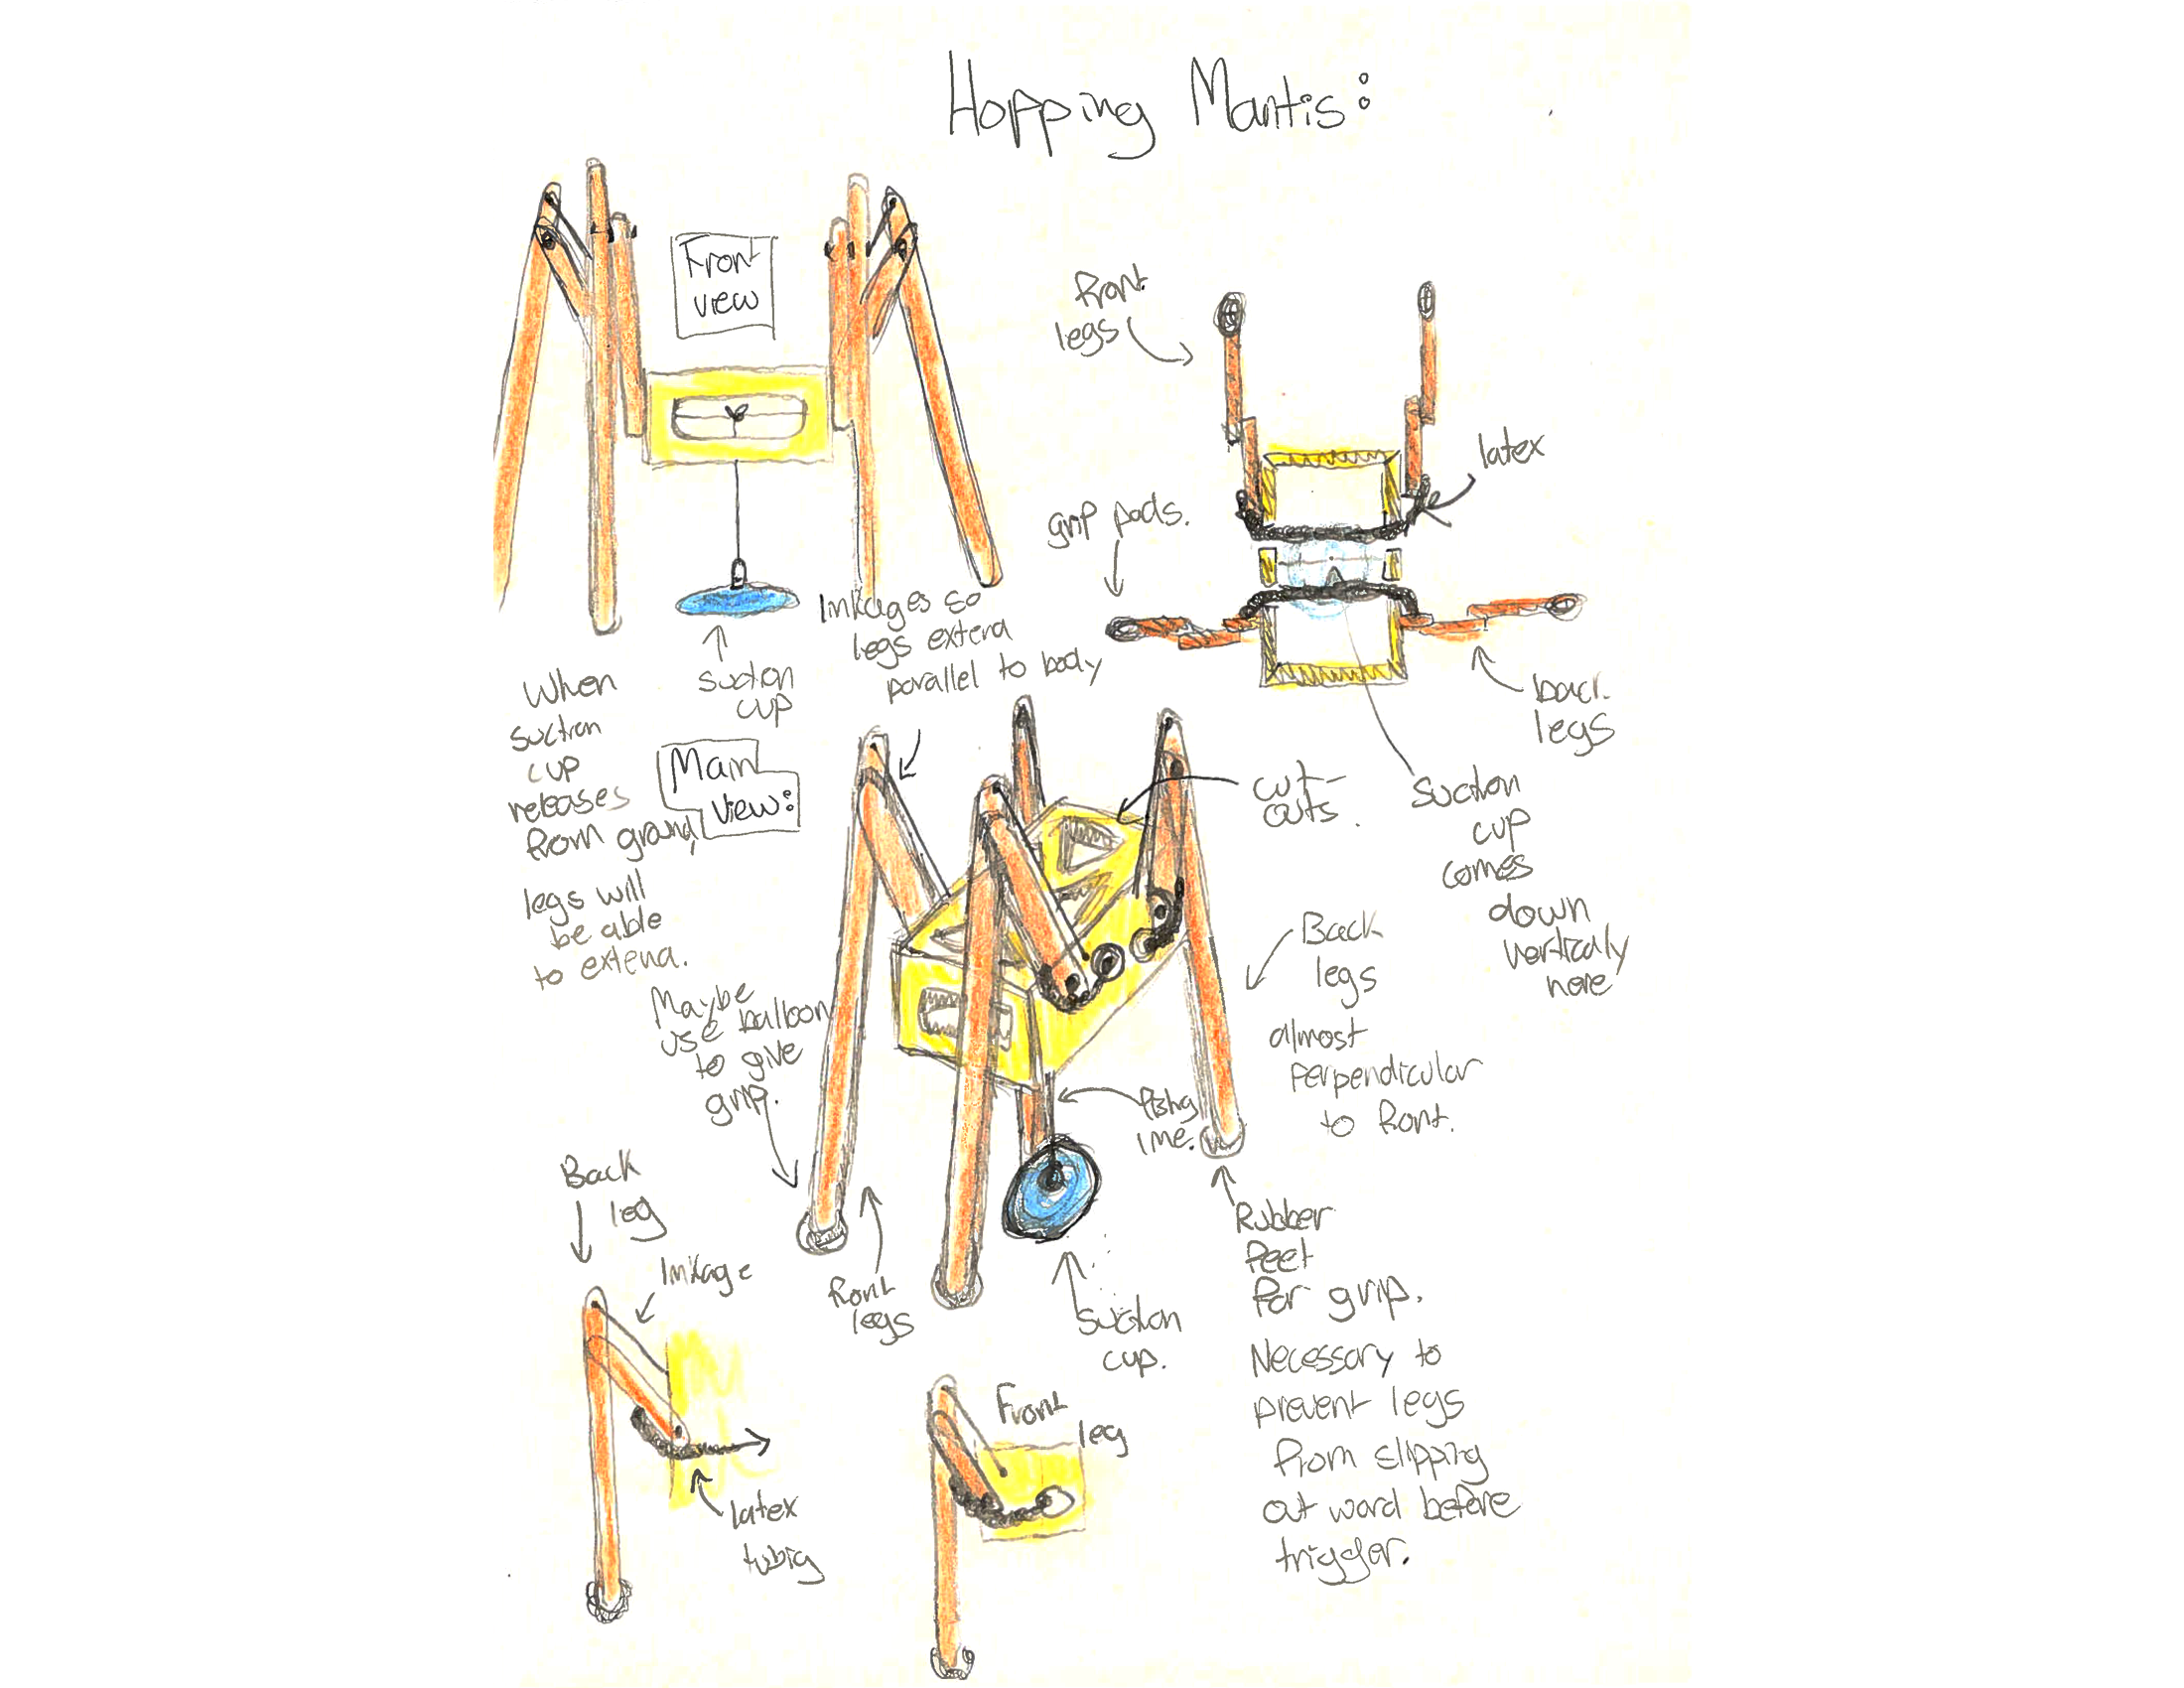 Hopping Mantis:
Front
view
front
legs
latex
grip pads.
linkages so
legs extend
parallel to body
suction
cup
When
suction
cup
releases
from ground,
legs will
be able
to extend.
Main
view:
back
legs
cut-
outs.
suction
cup
comes
down
vertically
here
Back
legs
almost
perpendicular
to front.
Maybe
use balloon
to give
grip.
fishing
line.
Back
leg
linkage
front
legs
suction
cup.
Rubber
feet
for grip.
Necessary to
prevent legs
from slipping
out word before
trigger.
Front
leg
latex
tubig